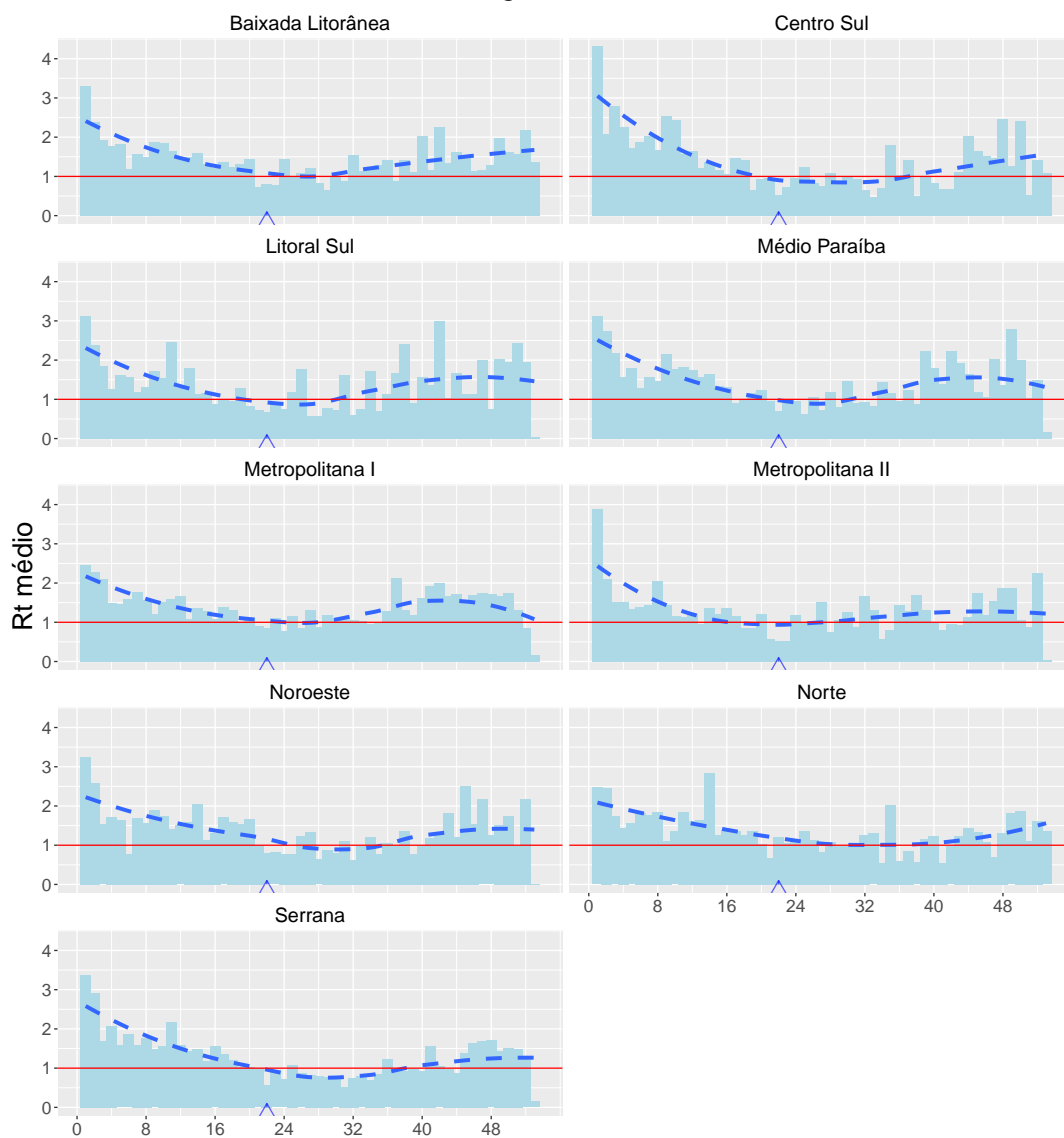 Baixada Litorânea
Centro Sul
4
3
2
1
0
Litoral Sul
Médio Paraíba
4
3
2
1
0
Metropolitana I
Metropolitana II
4
3
2
1
0
Rt médio
Noroeste
Norte
4
3
2
1
0
0 8 16 24 32 40 48
Serrana
4
3
2
1
0
0 8 16 24 32 40 48